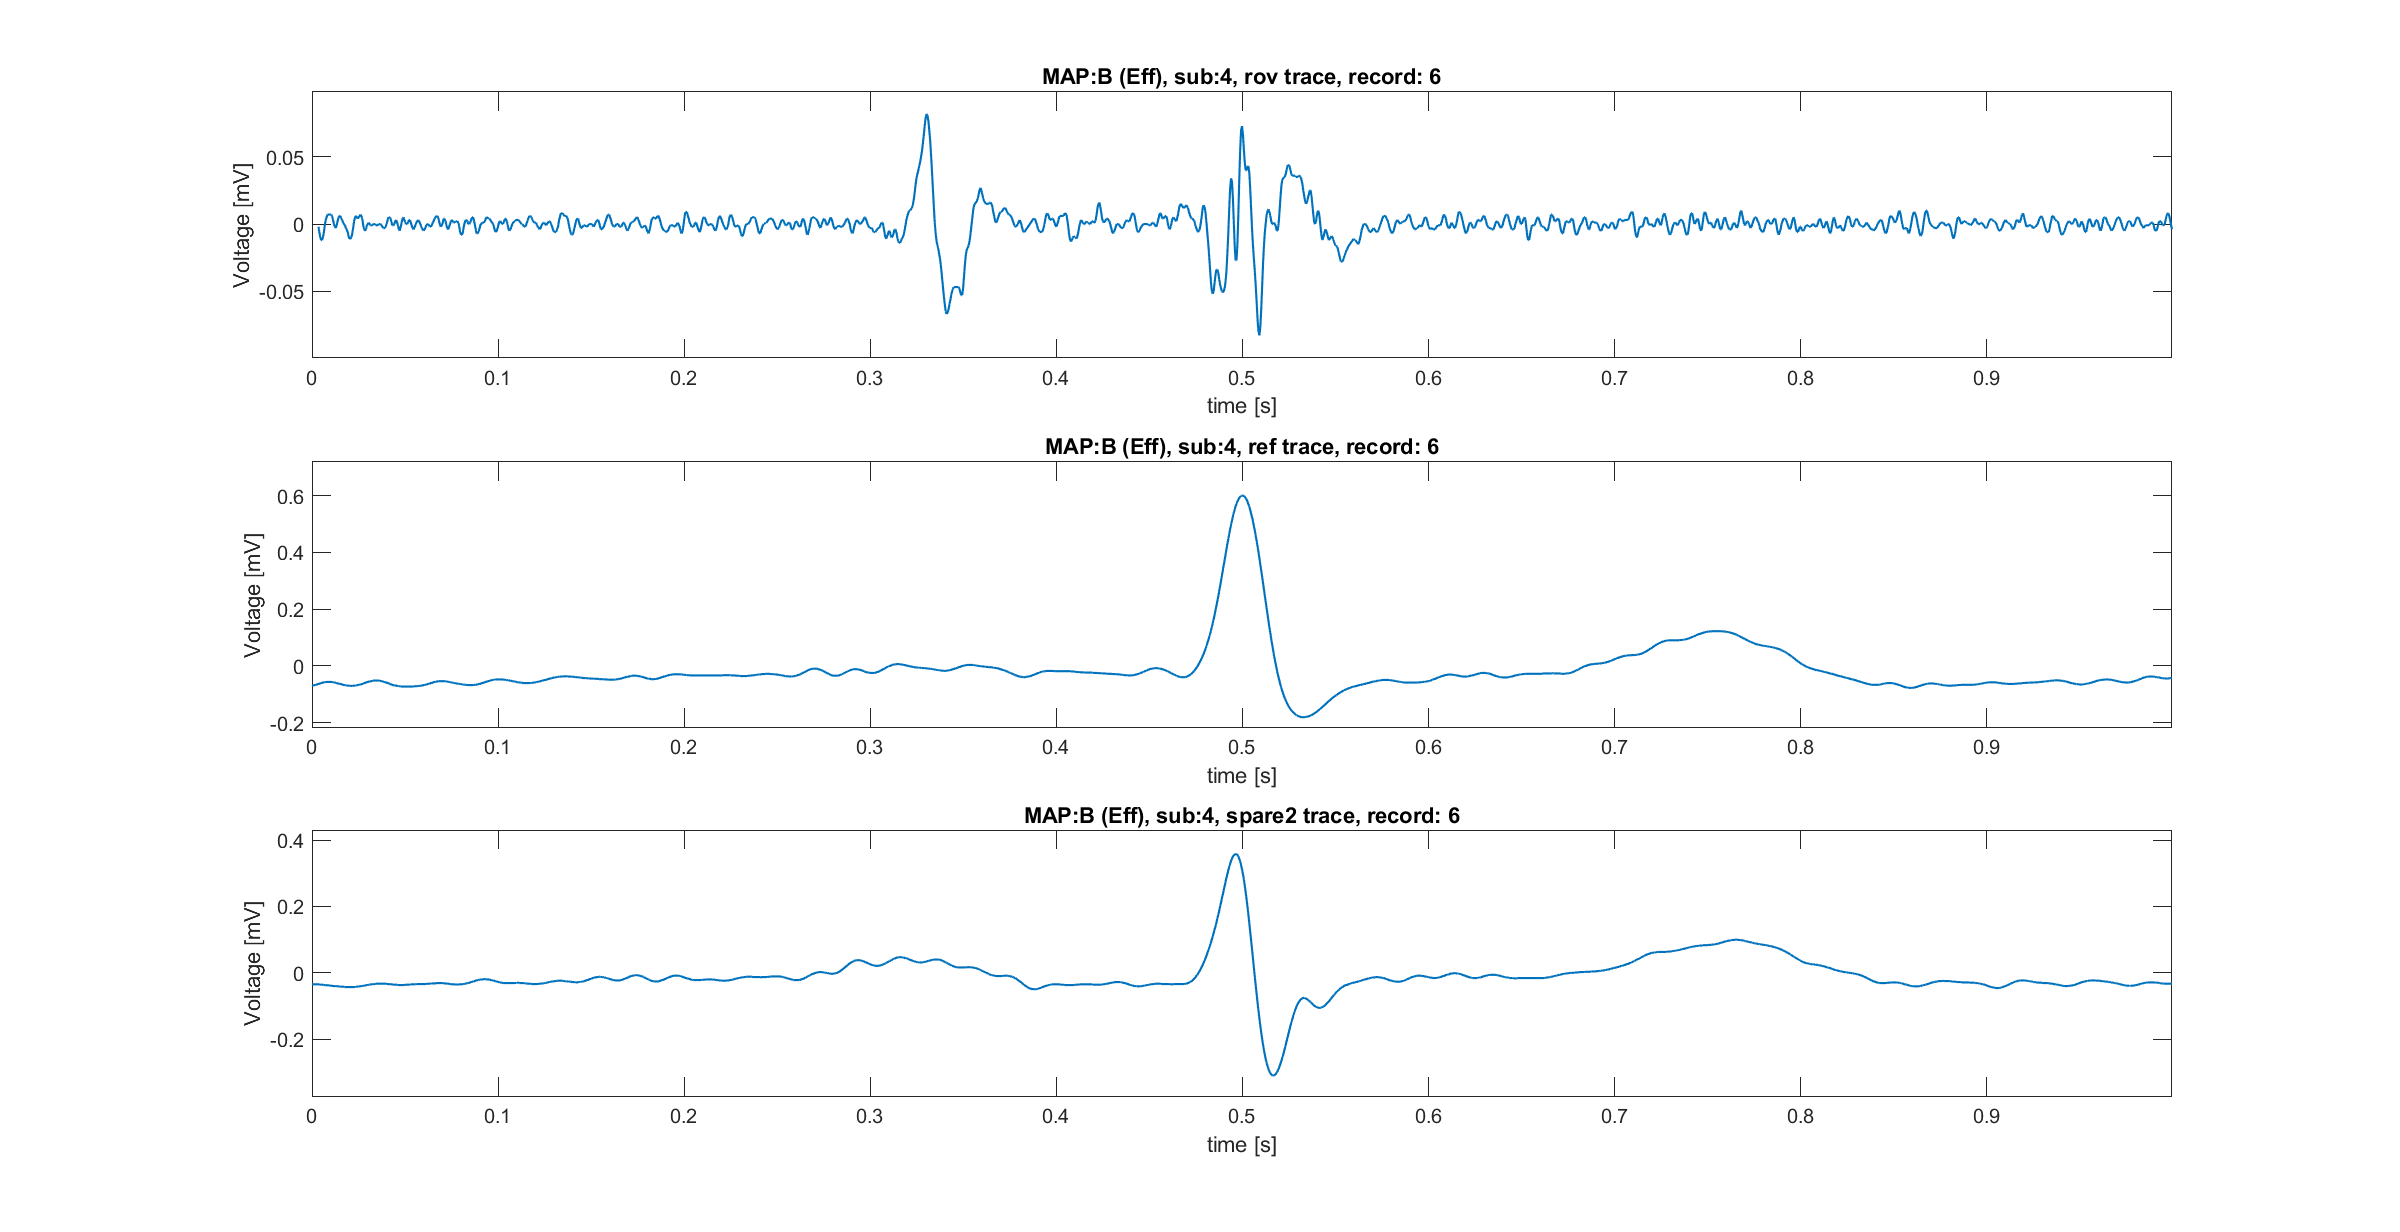 MAP:B (Eff), sub:4, rov trace, record: 6
Voltage [mV]
0.05
0
-0.05
0 0.1 0.2 0.3 0.4 0.5 0.6 0.7 0.8 0.9
time [s]
MAP:B (Eff), sub:4, ref trace, record: 6
Voltage [mV]
0.6
0.4
0.2
0
-0.2
0 0.1 0.2 0.3 0.4 0.5 0.6 0.7 0.8 0.9
time [s]
MAP:B (Eff), sub:4, spare2 trace, record: 6
Voltage [mV]
0.4
0.2
0
-0.2
0 0.1 0.2 0.3 0.4 0.5 0.6 0.7 0.8 0.9
time [s]